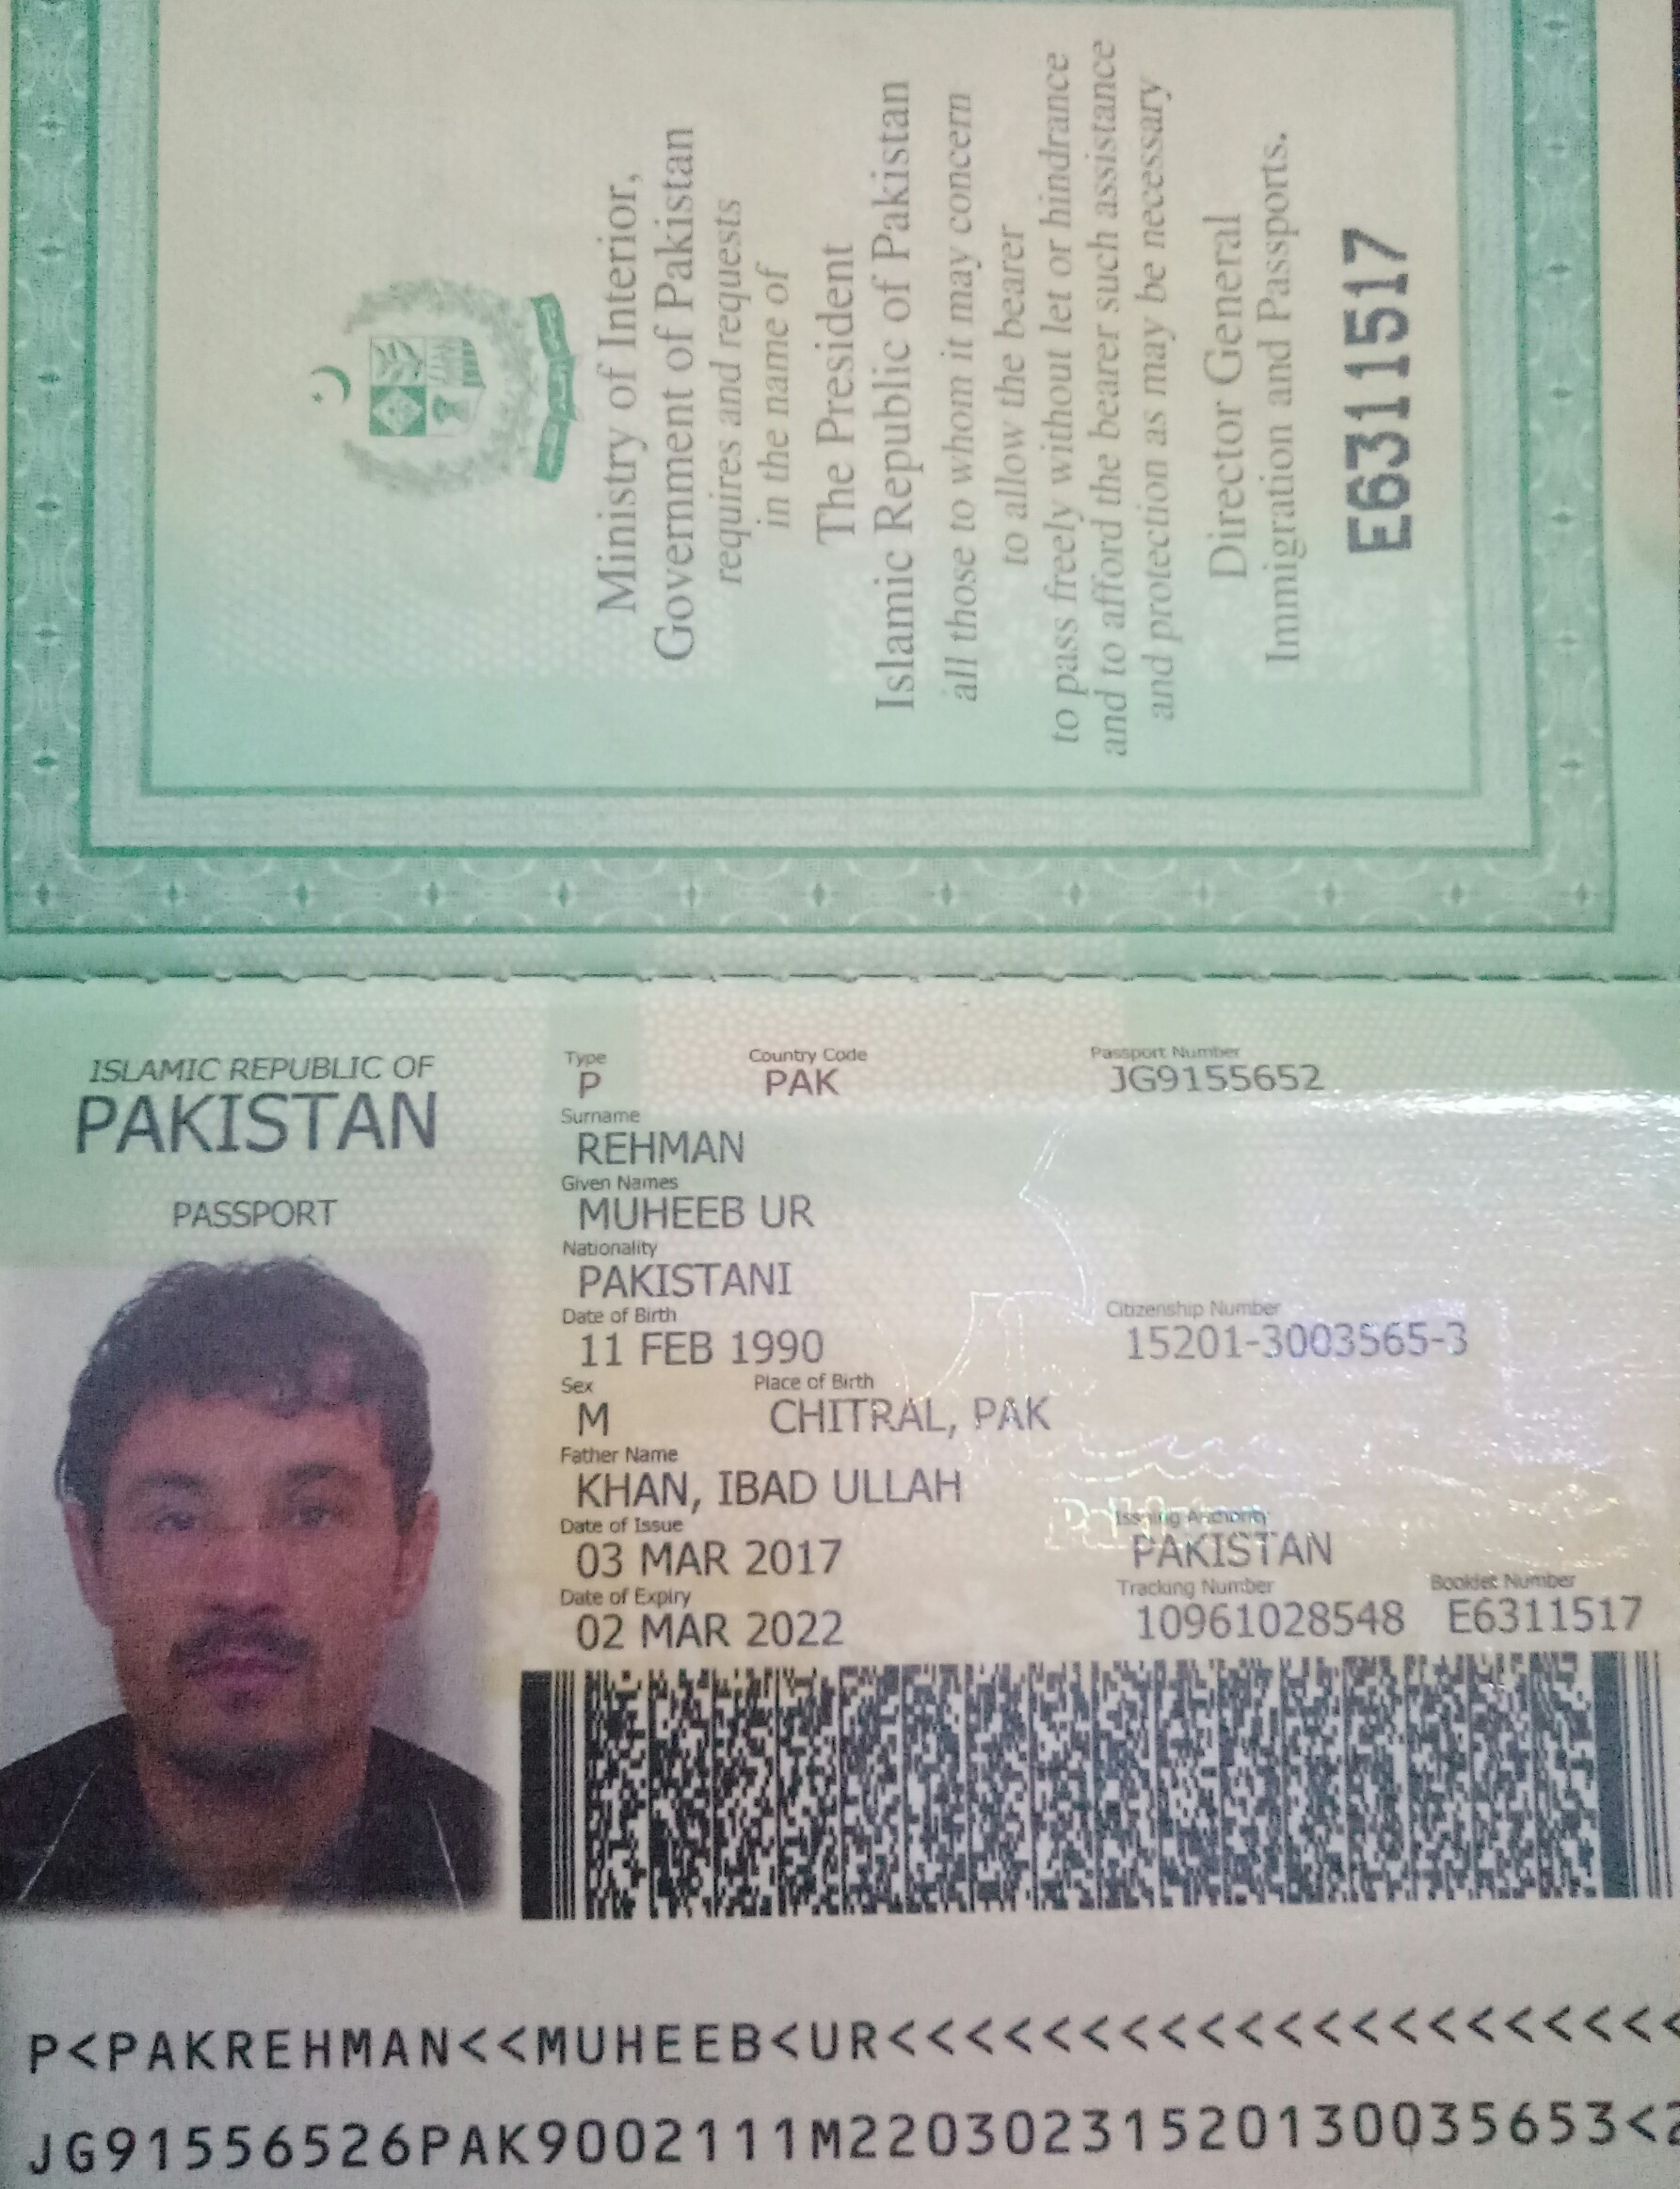 Ministry of Interior,
Government of Pakistan
requires and requests
in the name of
The President
Islamic Republic of Pakistan
all those to whom it may concern
to allow the bearer
to pass freely without let or hindrance
and to afford the bearer such assistance
and protection as may be necessary
Director General
Immigration and Passports.
E6311517
ISLAMIC REPUBLIC OF
PAKISTAN
PASSPORT
Type Country Code Passport Number
P PAK JG9155652
Surname
REHMAN
Given Names
MUHEEB UR
Nationality
PAKISTANI
Date of Birth Citizenship Number
11 FEB 1990 15201-3003565-3
Sex Place of Birth
M CHITRAL, PAK
Father Name
KHAN, IBAD ULLAH
Date of Issue Issuing Authority
03 MAR 2017 PAKISTAN
Date of Expiry Tracking Number Booklet Number
02 MAR 2022 10961028548 E6311517
P<PAKREHMAN<<MUHEEB<UR<<<<<<<<<<<<<<<<<<<<<
JG91556526PAK9002111M22030231520130035653<2